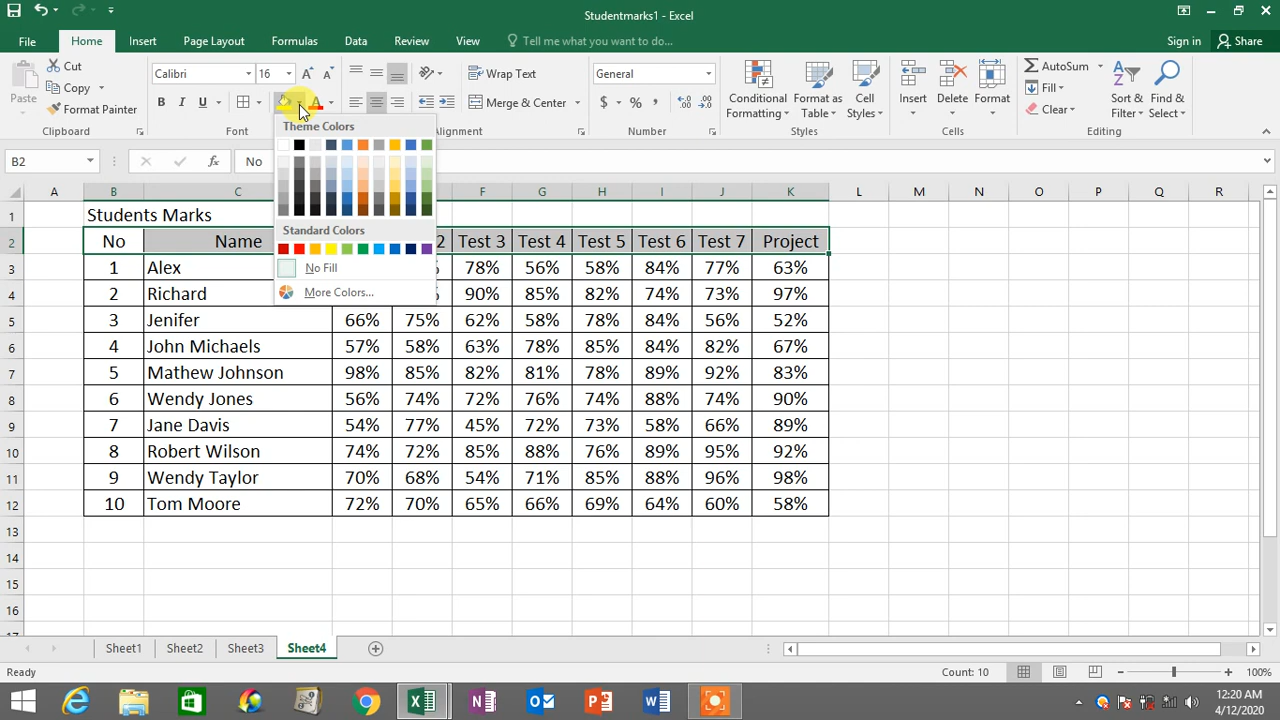 Studentmarks1 - Excel
File Home Insert Page Layout Formulas Data Review View Tell me what you want to do... Sign in Share
Paste Cut Copy Format Painter Clipboard
Calibri 16 B I U Font
Wrap Text Merge & Center Alignment
General $ % Number
Conditional Formatting Format as Table Cell Styles Styles
Insert Delete Format Cells
AutoSum Fill Clear Sort & Filter Find & Select Editing
B2 fx No
Theme Colors
Standard Colors
No Fill
More Colors...
A B C F G H I J K L M N O P Q R
1 Students Marks
2 No Name 2 Test 3 Test 4 Test 5 Test 6 Test 7 Project
3 1 Alex 78% 56% 58% 84% 77% 63%
4 2 Richard 90% 85% 82% 74% 73% 97%
5 3 Jenifer 66% 75% 62% 58% 78% 84% 56% 52%
6 4 John Michaels 57% 58% 63% 78% 85% 84% 82% 67%
7 5 Mathew Johnson 98% 85% 82% 81% 78% 89% 92% 83%
8 6 Wendy Jones 56% 74% 72% 76% 74% 88% 74% 90%
9 7 Jane Davis 54% 77% 45% 72% 73% 58% 66% 89%
10 8 Robert Wilson 74% 72% 85% 88% 76% 89% 95% 92%
11 9 Wendy Taylor 70% 68% 54% 71% 85% 88% 96% 98%
12 10 Tom Moore 72% 70% 65% 66% 69% 64% 60% 58%
13
14
15
16
Sheet1 Sheet2 Sheet3 Sheet4
Ready Count: 10 100%
12:20 AM
4/12/2020